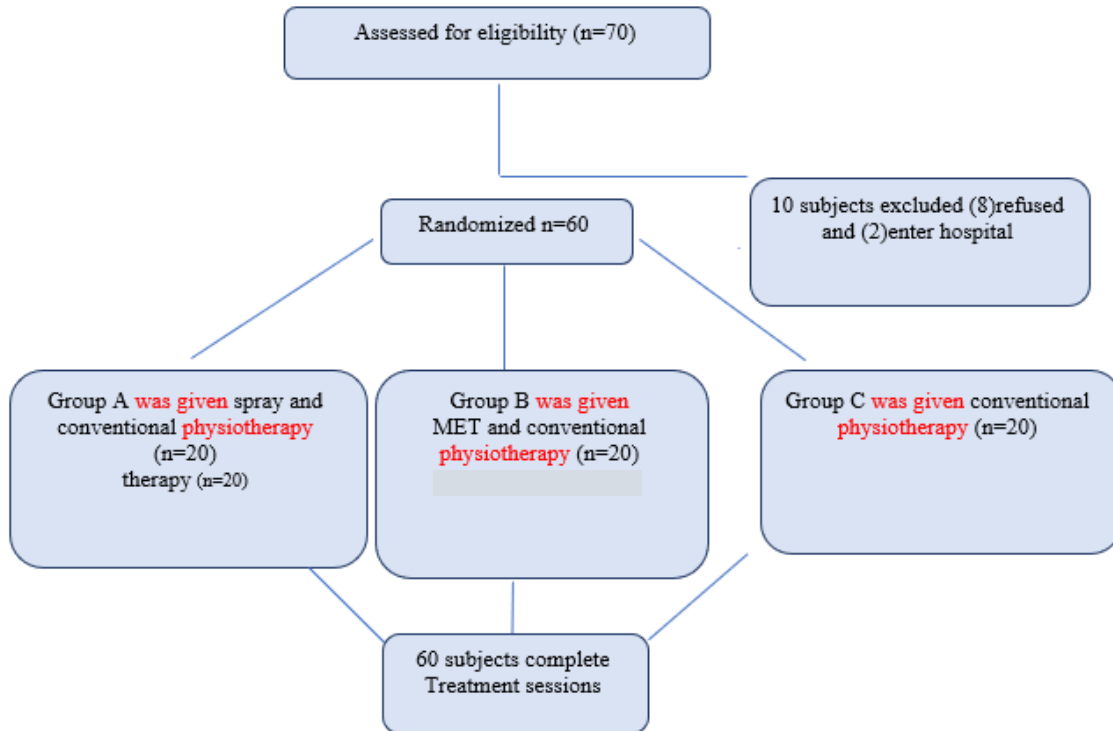 Assessed for eligibility (n=70)
10 subjects excluded (8)refused
and (2)enter hospital
Randomized n=60
Group A was given spray and
conventional physiotherapy
(n=20)
therapy (n=20)
Group B was given
MET and conventional
physiotherapy (n=20)
Group C was given conventional
physiotherapy (n=20)
60 subjects complete
Treatment sessions